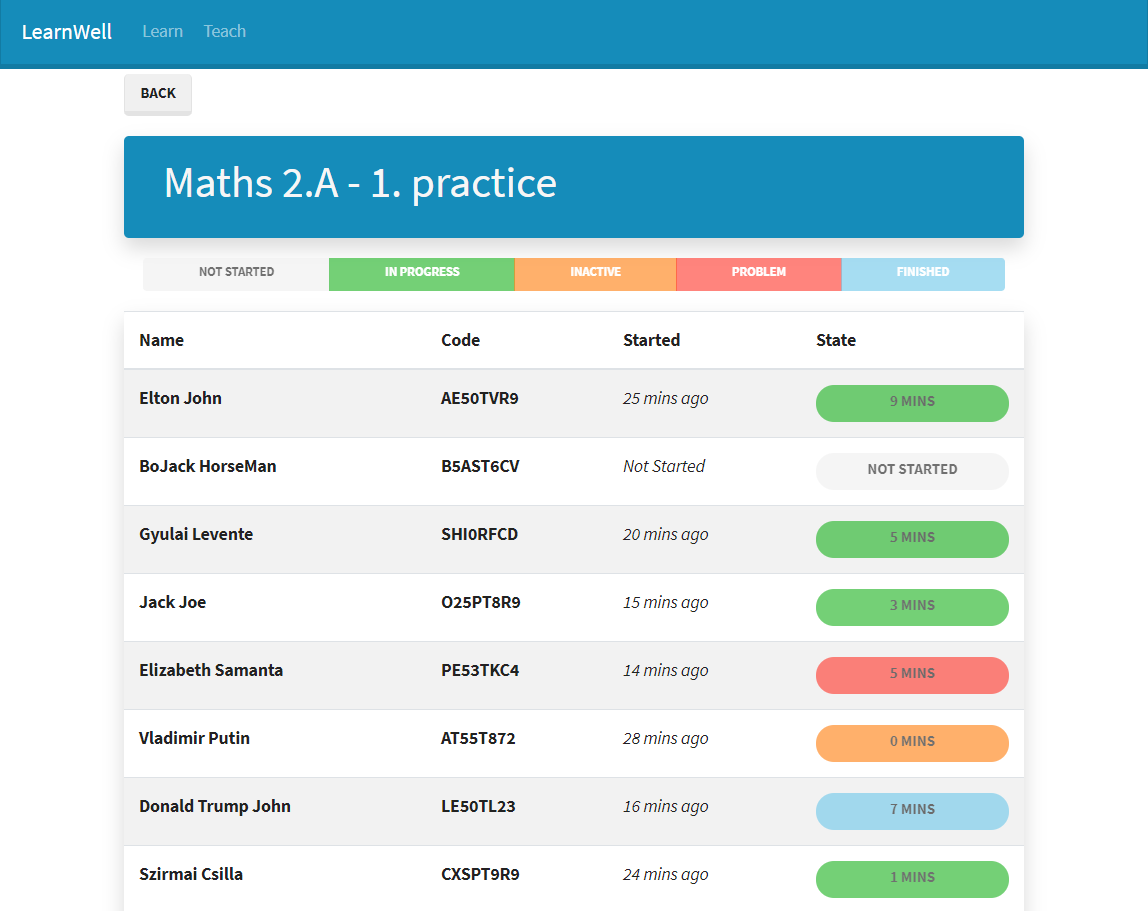 LearnWell Learn Teach
BACK
Maths 2.A - 1. practice
NOT STARTED IN PROGRESS INACTIVE PROBLEM FINISHED
Name Code Started State
Elton John AE50TVR9 25 mins ago 9 MINS
BoJack HorseMan B5AST6CV Not Started NOT STARTED
Gyulai Levente SHI0RFCD 20 mins ago 5 MINS
Jack Joe O25PT8R9 15 mins ago 3 MINS
Elizabeth Samanta PE53TKC4 14 mins ago 5 MINS
Vladimir Putin AT55T872 28 mins ago 0 MINS
Donald Trump John LE50TL23 16 mins ago 7 MINS
Szirmai Csilla CXSPT9R9 24 mins ago 1 MINS